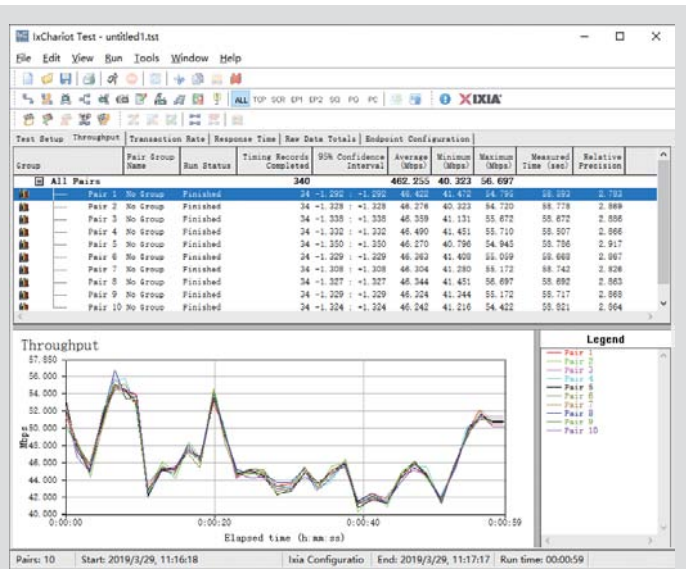 IxChariot Test - untitled1.tst
File Edit View Run Tools Window Help
ALL TCP SCR EP1 EP2 SQ PG PC IXIA
Test Setup Throughput Transaction Rate Response Time Raw Data Totals Endpoint Configuration
Group Pair Group Name Run Status Timing Records Completed 95% Confidence Interval Average (Mbps) Minimum (Mbps) Maximum (Mbps) Measured Time (sec) Relative Precision
All Pairs 340 462.255 40.323 56.697
Pair 1 No Group Finished 34 -1.292 : +1.292 46.422 41.472 54.795 58.593 2.783
Pair 2 No Group Finished 34 -1.328 : +1.328 46.276 40.323 54.720 58.778 2.869
Pair 3 No Group Finished 34 -1.338 : +1.338 46.359 41.131 55.672 58.672 2.886
Pair 4 No Group Finished 34 -1.332 : +1.332 46.490 41.451 55.710 58.507 2.866
Pair 5 No Group Finished 34 -1.350 : +1.350 46.270 40.796 54.945 58.786 2.917
Pair 6 No Group Finished 34 -1.329 : +1.329 46.363 41.408 55.059 58.668 2.867
Pair 7 No Group Finished 34 -1.308 : +1.308 46.304 41.280 55.172 58.742 2.826
Pair 8 No Group Finished 34 -1.327 : +1.327 46.344 41.451 56.697 58.692 2.863
Pair 9 No Group Finished 34 -1.329 : +1.329 46.324 41.344 55.172 58.717 2.868
Pair 10 No Group Finished 34 -1.324 : +1.324 46.242 41.216 54.422 58.821 2.864
Throughput
57.850
56.000
54.000
52.000
50.000
48.000
46.000
44.000
42.000
40.000
Mbps
0:00:00 0:00:20 0:00:40 0:00:59
Elapsed time (h:mm:ss)
Legend
Pair 1
Pair 2
Pair 3
Pair 4
Pair 5
Pair 6
Pair 7
Pair 8
Pair 9
Pair 10
Pairs: 10 Start: 2019/3/29, 11:16:18 Ixia Configuratio End: 2019/3/29, 11:17:17 Run time: 00:00:59